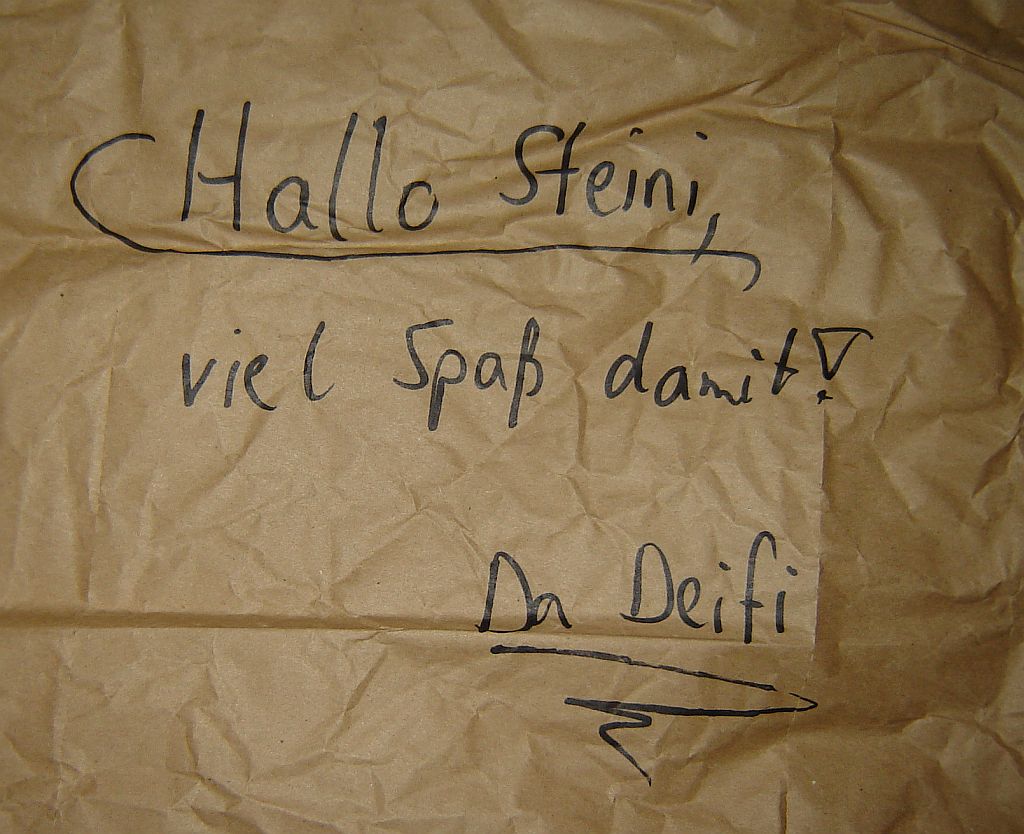 Hallo Steini,
viel Spaß damit!
Da Deifi